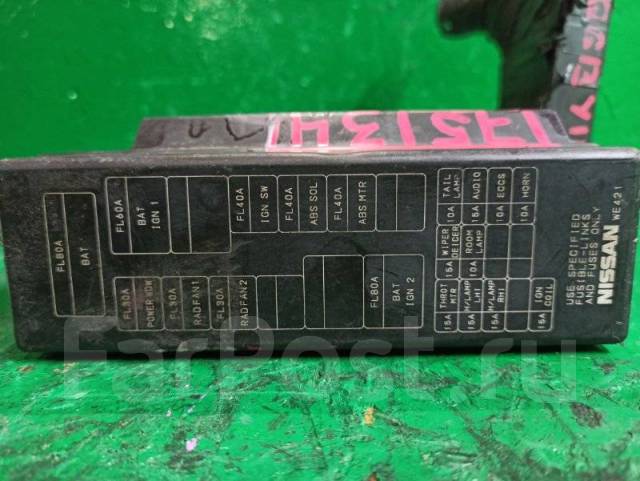 17513H
FL80A
BAT
FL60A
BAT
IGN 1
FL40A
IGN SW
FL40A
ABS SOL
FL40A
ABS MTR
10A
TAIL
LAMP
15A
AUDIO
10A
ECCS
10A
HORN
15A
WIPER
DEICER
10A
ROOM
LAMP
FL30A
POWER WDW
FL30A
RADFAN1
FL30A
RADFAN2
FL80A
BAT
IGN 2
15A
THROT
MTR
15A
H/LAMP
LH
15A
H/LAMP
RH
15A
IGN
COIL
USE SPECIFIED
FUSIBLE-LINKS
AND FUSES ONLY
NISSAN
WE421
FarPost.ru